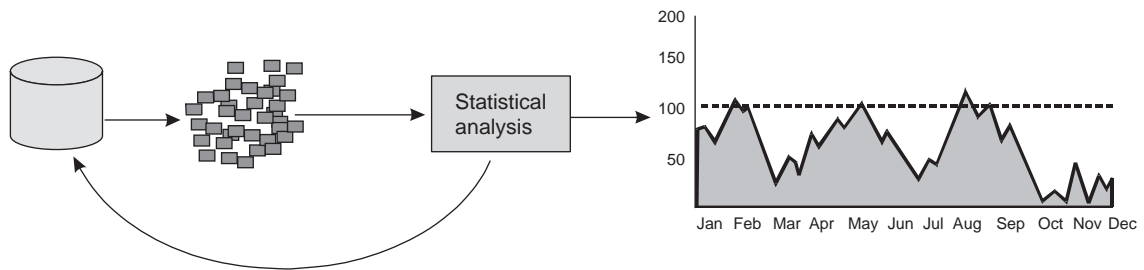 Statistical
analysis
200
150
100
50
Jan Feb Mar Apr May Jun Jul Aug Sep Oct Nov Dec